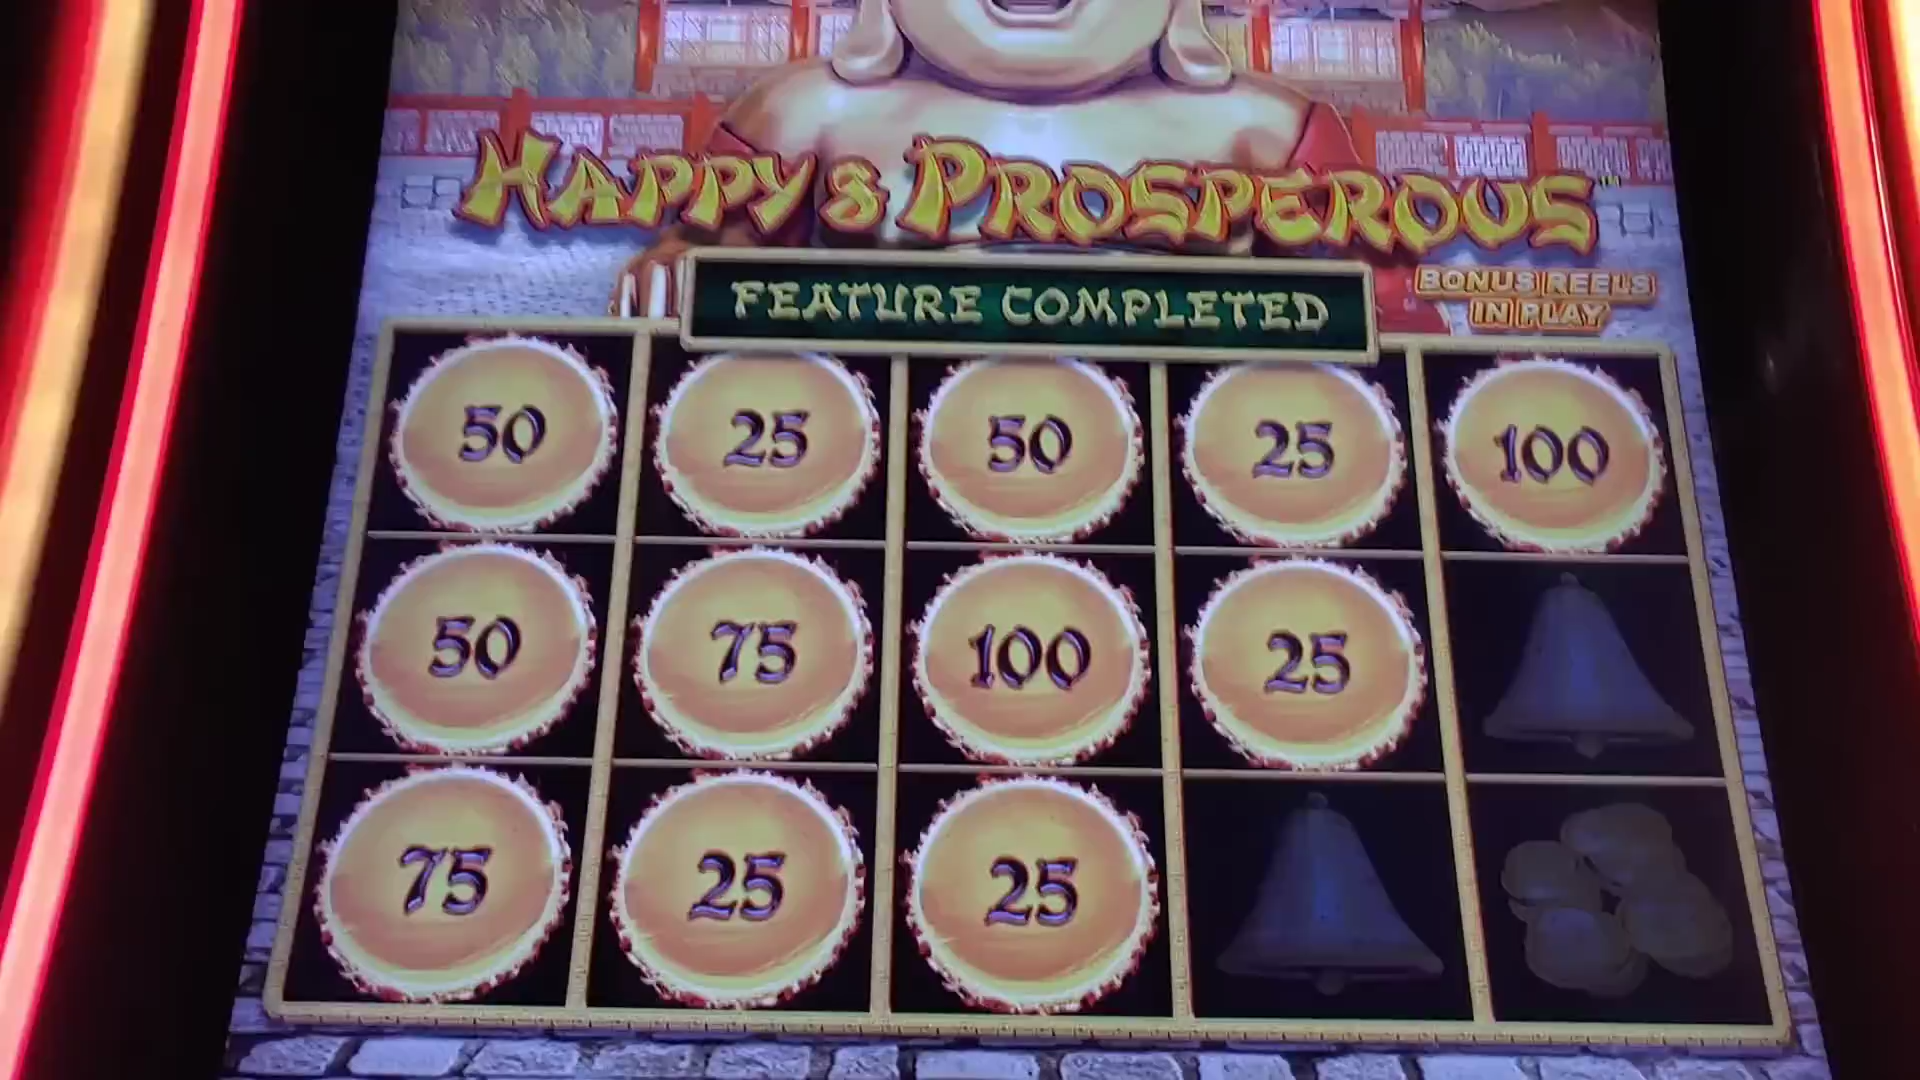 HAPPY & PROSPEROUS™
FEATURE COMPLETED
BONUS REELS
IN PLAY
50 25 50 25 100
50 75 100 25
75 25 25